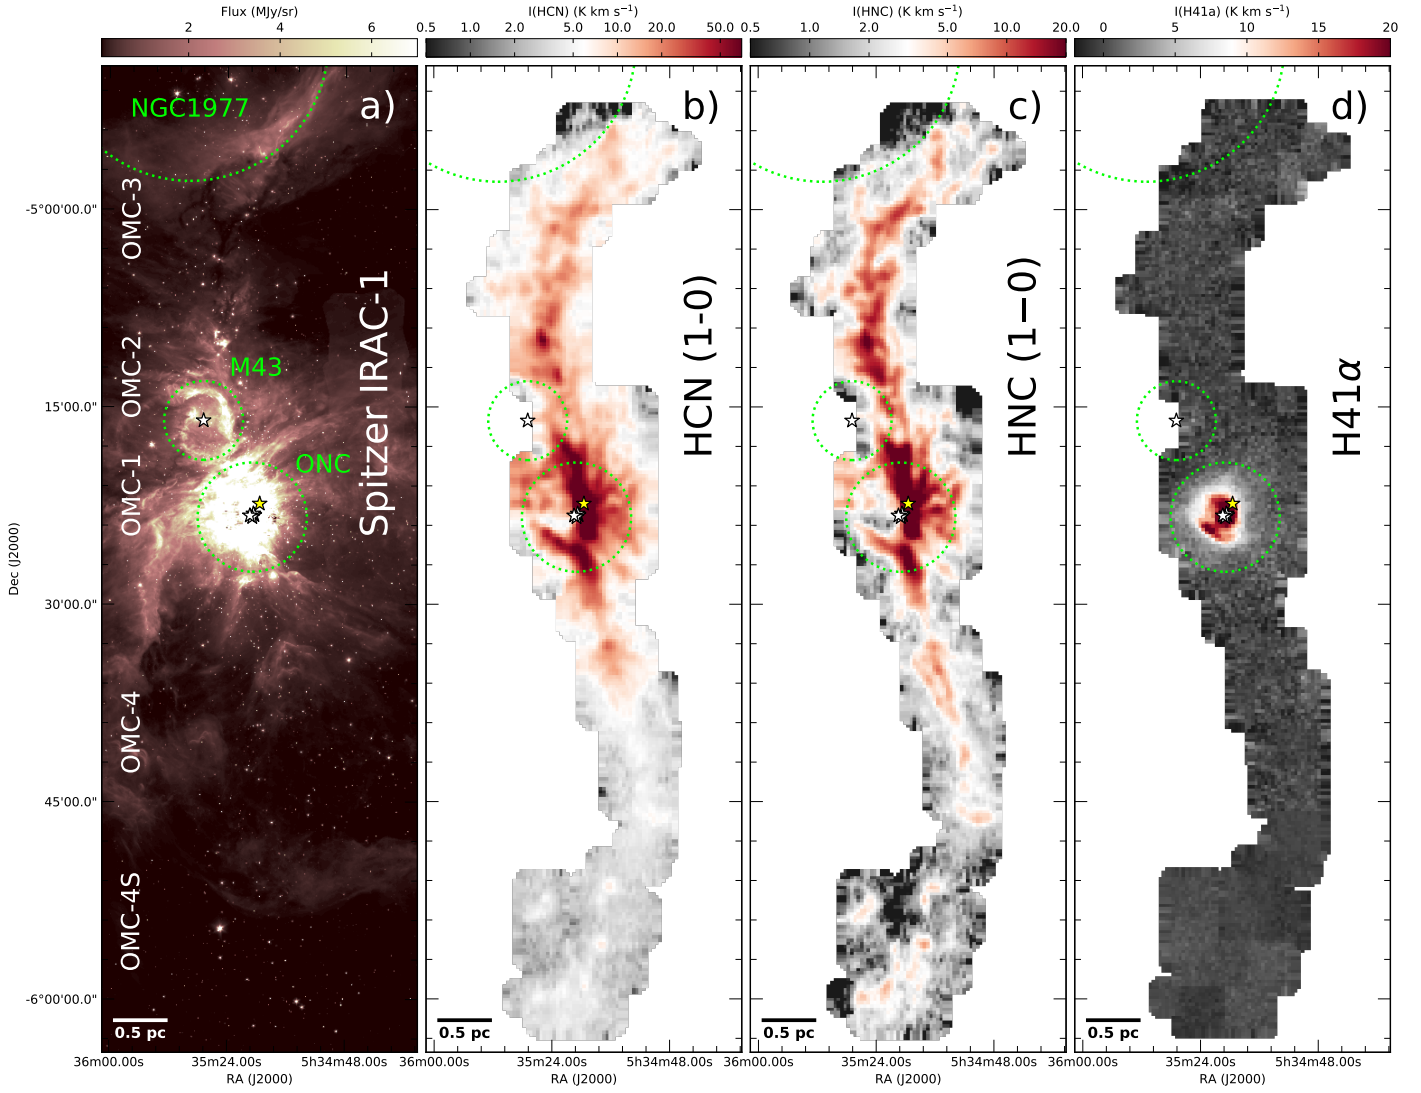 Flux (MJy/sr)
2 4 6
I(HCN) (K km s⁻¹)
0.5 1.0 2.0 5.0 10.0 20.0 50.0
I(HNC) (K km s⁻¹)
0.5 1.0 2.0 5.0 10.0 20.0
I(H41a) (K km s⁻¹)
0 5 10 15 20
a)
NGC1977
OMC-3
OMC-2
M43
OMC-1
ONC
Spitzer IRAC-1
OMC-4
OMC-4S
0.5 pc
b)
HCN (1-0)
0.5 pc
c)
HNC (1−0)
0.5 pc
d)
H41α
0.5 pc
Dec (J2000)
-5°00'00.0"
15'00.0"
30'00.0"
45'00.0"
-6°00'00.0"
36m00.00s 35m24.00s 5h34m48.00s
36m00.00s 35m24.00s 5h34m48.00s
36m00.00s 35m24.00s 5h34m48.00s
36m00.00s 35m24.00s 5h34m48.00s
RA (J2000)
RA (J2000)
RA (J2000)
RA (J2000)